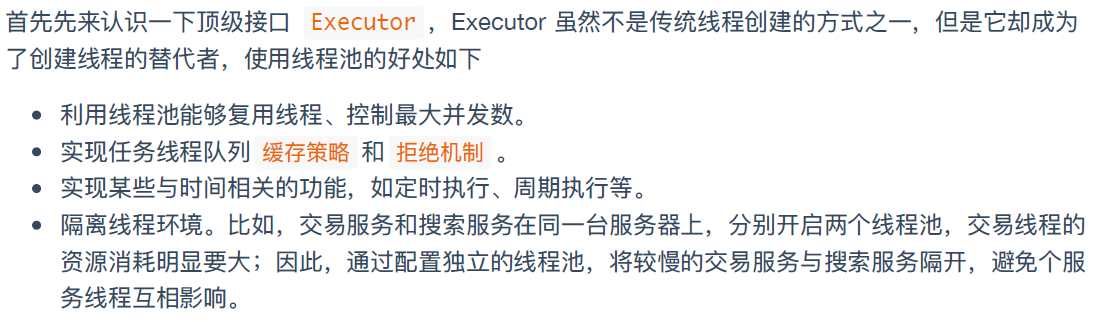 首先先来认识一下顶级接口 Executor，Executor 虽然不是传统线程创建的方式之一，但是它却成为
了创建线程的替代者，使用线程池的好处如下
• 利用线程池能够复用线程、控制最大并发数。
• 实现任务线程队列 缓存策略 和 拒绝机制 。
• 实现某些与时间相关的功能，如定时执行、周期执行等。
• 隔离线程环境。比如，交易服务和搜索服务在同一台服务器上，分别开启两个线程池，交易线程的
资源消耗明显要大；因此，通过配置独立的线程池，将较慢的交易服务与搜索服务隔开，避免个服
务线程互相影响。